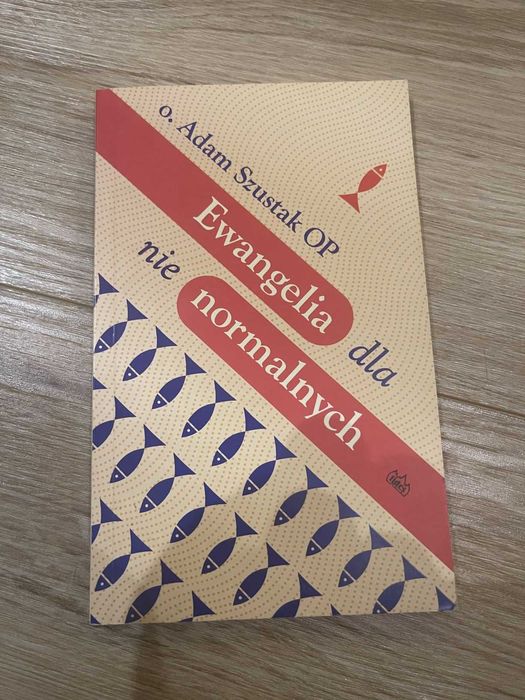 o. Adam Szustak OP
Ewangelia
dla
nie
normalnych